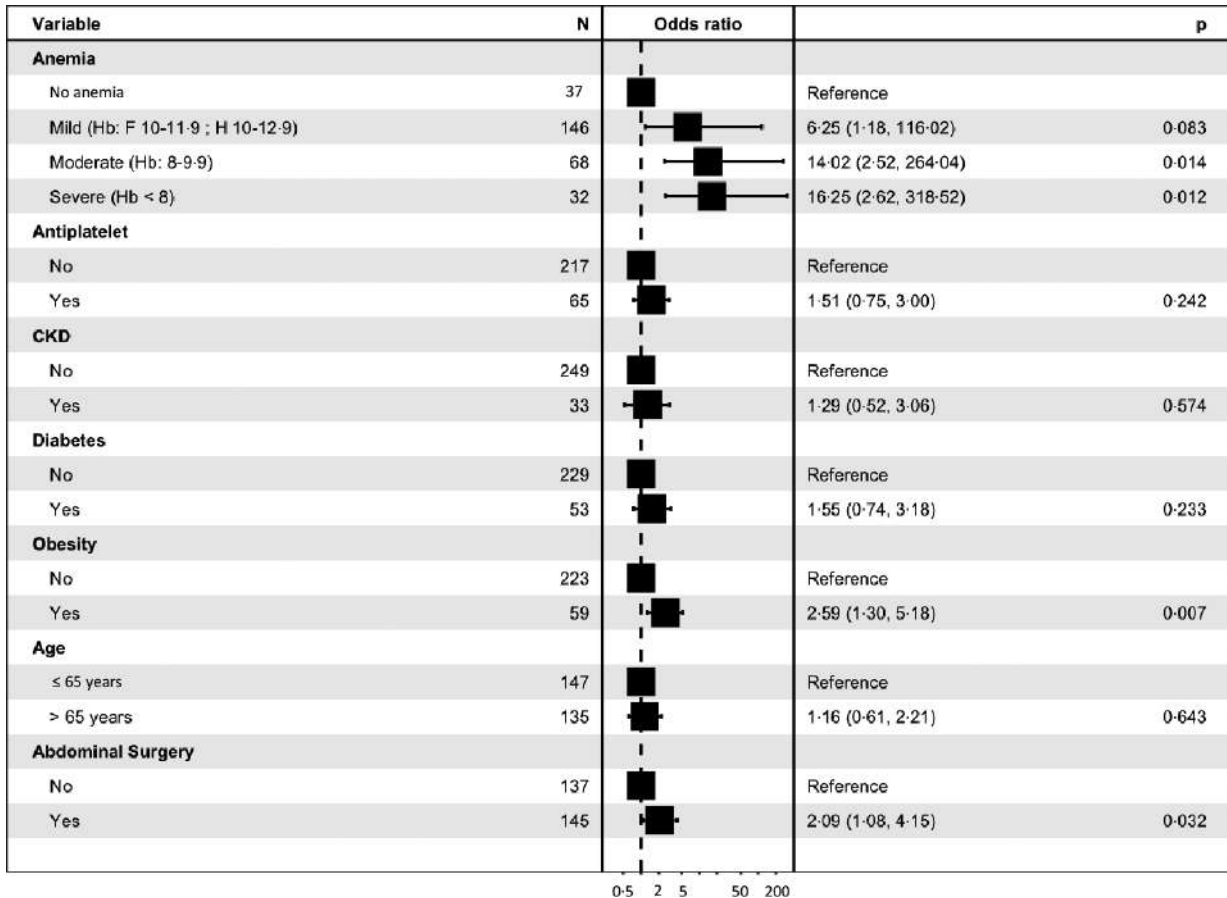 Variable N Odds ratio p
Anemia
No anemia 37 Reference
Mild (Hb: F 10-11·9 ; H 10-12·9) 146 6·25 (1·18, 116·02) 0·083
Moderate (Hb: 8-9·9) 68 14·02 (2·52, 264·04) 0·014
Severe (Hb < 8) 32 16·25 (2·62, 318·52) 0·012
Antiplatelet
No 217 Reference
Yes 65 1·51 (0·75, 3·00) 0·242
CKD
No 249 Reference
Yes 33 1·29 (0·52, 3·06) 0·574
Diabetes
No 229 Reference
Yes 53 1·55 (0·74, 3·18) 0·233
Obesity
No 223 Reference
Yes 59 2·59 (1·30, 5·18) 0·007
Age
≤ 65 years 147 Reference
> 65 years 135 1·16 (0·61, 2·21) 0·643
Abdominal Surgery
No 137 Reference
Yes 145 2·09 (1·08, 4·15) 0·032
0·5 2 5 50 200